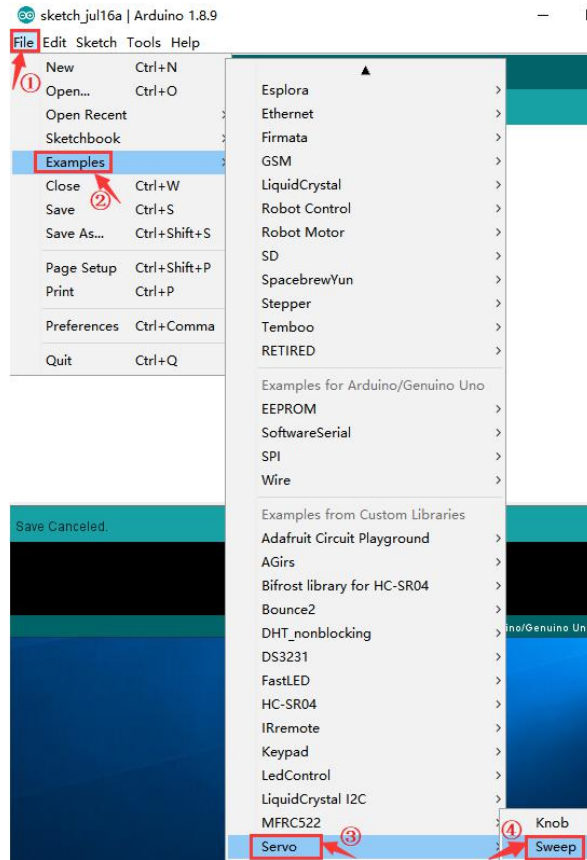 sketch_jul16a | Arduino 1.8.9
File Edit Sketch Tools Help
①
New Ctrl+N
Open... Ctrl+O
Open Recent
Sketchbook
Examples
②
Close Ctrl+W
Save Ctrl+S
Save As... Ctrl+Shift+S
Page Setup Ctrl+Shift+P
Print Ctrl+P
Preferences Ctrl+Comma
Quit Ctrl+Q
Esplora
Ethernet
Firmata
GSM
LiquidCrystal
Robot Control
Robot Motor
SD
SpacebrewYun
Stepper
Temboo
RETIRED
Examples for Arduino/Genuino Uno
EEPROM
SoftwareSerial
SPI
Wire
Examples from Custom Libraries
Adafruit Circuit Playground
AGirs
Bifrost library for HC-SR04
Bounce2
DHT_nonblocking
DS3231
FastLED
HC-SR04
IRremote
Keypad
LedControl
LiquidCrystal I2C
MFRC522
Servo
③
④
Knob
Sweep
Save Canceled.
ino/Genuino Un